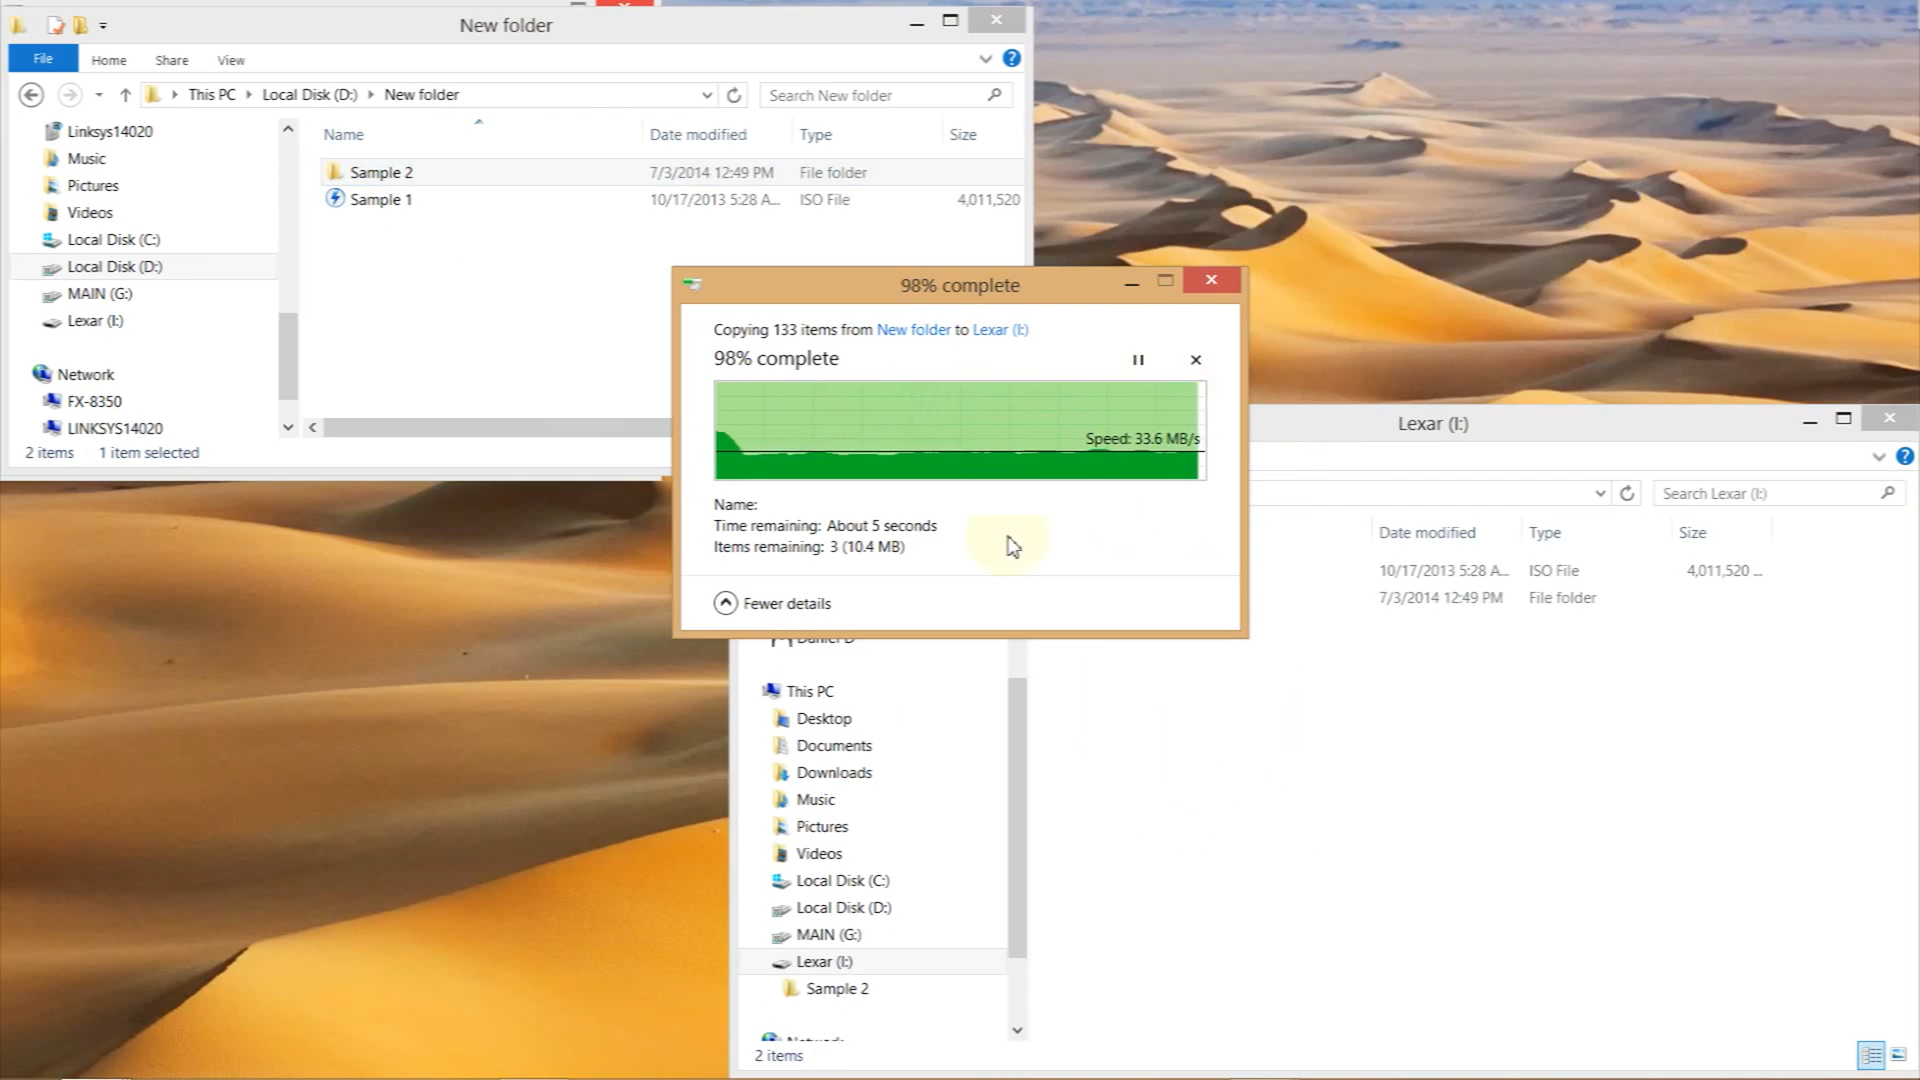 New folder
File
Home
Share
View
This PC
Local Disk (D:)
New folder
Search New folder
Linksys14020
Music
Pictures
Videos
Local Disk (C:)
Local Disk (D:)
MAIN (G:)
Lexar (I:)
Network
FX-8350
LINKSYS14020
Name
Date modified
Type
Size
Sample 2
7/3/2014 12:49 PM
File folder
Sample 1
10/17/2013 5:28 A...
ISO File
4,011,520
2 items
1 item selected
98% complete
Copying 133 items from New folder to Lexar (I:)
98% complete
Speed: 33.6 MB/s
Name:
Time remaining: About 5 seconds
Items remaining: 3 (10.4 MB)
Fewer details
Lexar (I:)
Search Lexar (I:)
Date modified
Type
Size
10/17/2013 5:28 A...
ISO File
4,011,520 ...
7/3/2014 12:49 PM
File folder
This PC
Desktop
Documents
Downloads
Music
Pictures
Videos
Local Disk (C:)
Local Disk (D:)
MAIN (G:)
Lexar (I:)
Sample 2
2 items